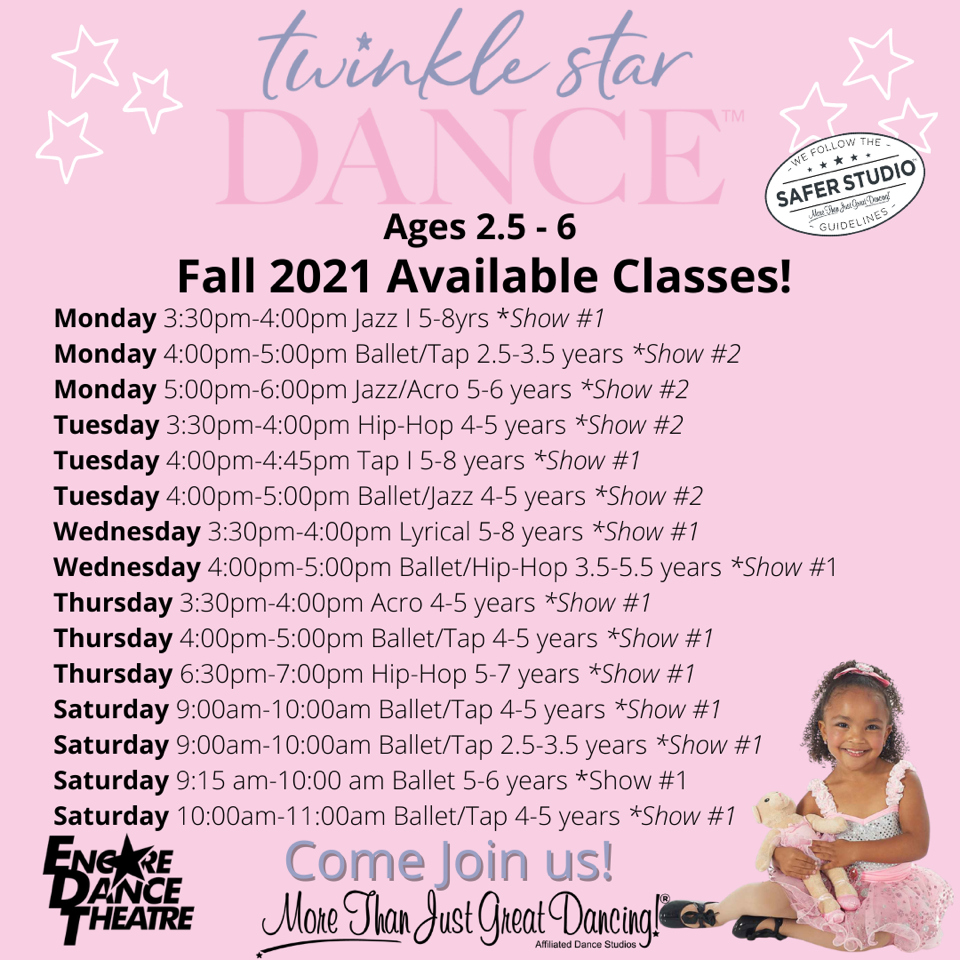 twinkle star
DANCE™
WE FOLLOW THE
SAFER STUDIO™
More Than Just Great Dancing!
GUIDELINES
Ages 2.5 - 6
Fall 2021 Available Classes!
Monday 3:30pm-4:00pm Jazz I 5-8yrs *Show #1
Monday 4:00pm-5:00pm Ballet/Tap 2.5-3.5 years *Show #2
Monday 5:00pm-6:00pm Jazz/Acro 5-6 years *Show #2
Tuesday 3:30pm-4:00pm Hip-Hop 4-5 years *Show #2
Tuesday 4:00pm-4:45pm Tap I 5-8 years *Show #1
Tuesday 4:00pm-5:00pm Ballet/Jazz 4-5 years *Show #2
Wednesday 3:30pm-4:00pm Lyrical 5-8 years *Show #1
Wednesday 4:00pm-5:00pm Ballet/Hip-Hop 3.5-5.5 years *Show #1
Thursday 3:30pm-4:00pm Acro 4-5 years *Show #1
Thursday 4:00pm-5:00pm Ballet/Tap 4-5 years *Show #1
Thursday 6:30pm-7:00pm Hip-Hop 5-7 years *Show #1
Saturday 9:00am-10:00am Ballet/Tap 4-5 years *Show #1
Saturday 9:00am-10:00am Ballet/Tap 2.5-3.5 years *Show #1
Saturday 9:15 am-10:00 am Ballet 5-6 years *Show #1
Saturday 10:00am-11:00am Ballet/Tap 4-5 years *Show #1
ENCORE
DANCE
THEATRE
Come Join us!
More Than Just Great Dancing!®
Affiliated Dance Studios